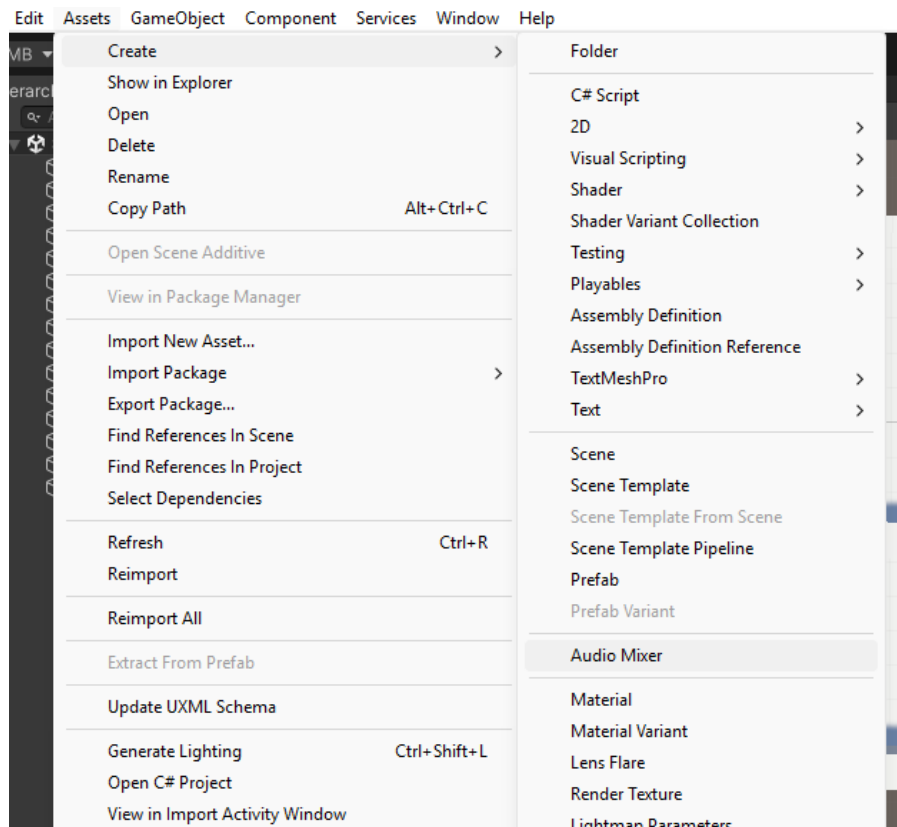 Edit Assets GameObject Component Services Window Help
MB
erarc
Create
Show in Explorer
Open
Delete
Rename
Copy Path Alt+Ctrl+C
Open Scene Additive
View in Package Manager
Import New Asset...
Import Package
Export Package...
Find References In Scene
Find References In Project
Select Dependencies
Refresh Ctrl+R
Reimport
Reimport All
Extract From Prefab
Update UXML Schema
Generate Lighting Ctrl+Shift+L
Open C# Project
View in Import Activity Window
Folder
C# Script
2D
Visual Scripting
Shader
Shader Variant Collection
Testing
Playables
Assembly Definition
Assembly Definition Reference
TextMeshPro
Text
Scene
Scene Template
Scene Template From Scene
Scene Template Pipeline
Prefab
Prefab Variant
Audio Mixer
Material
Material Variant
Lens Flare
Render Texture
Lightmap Parameters